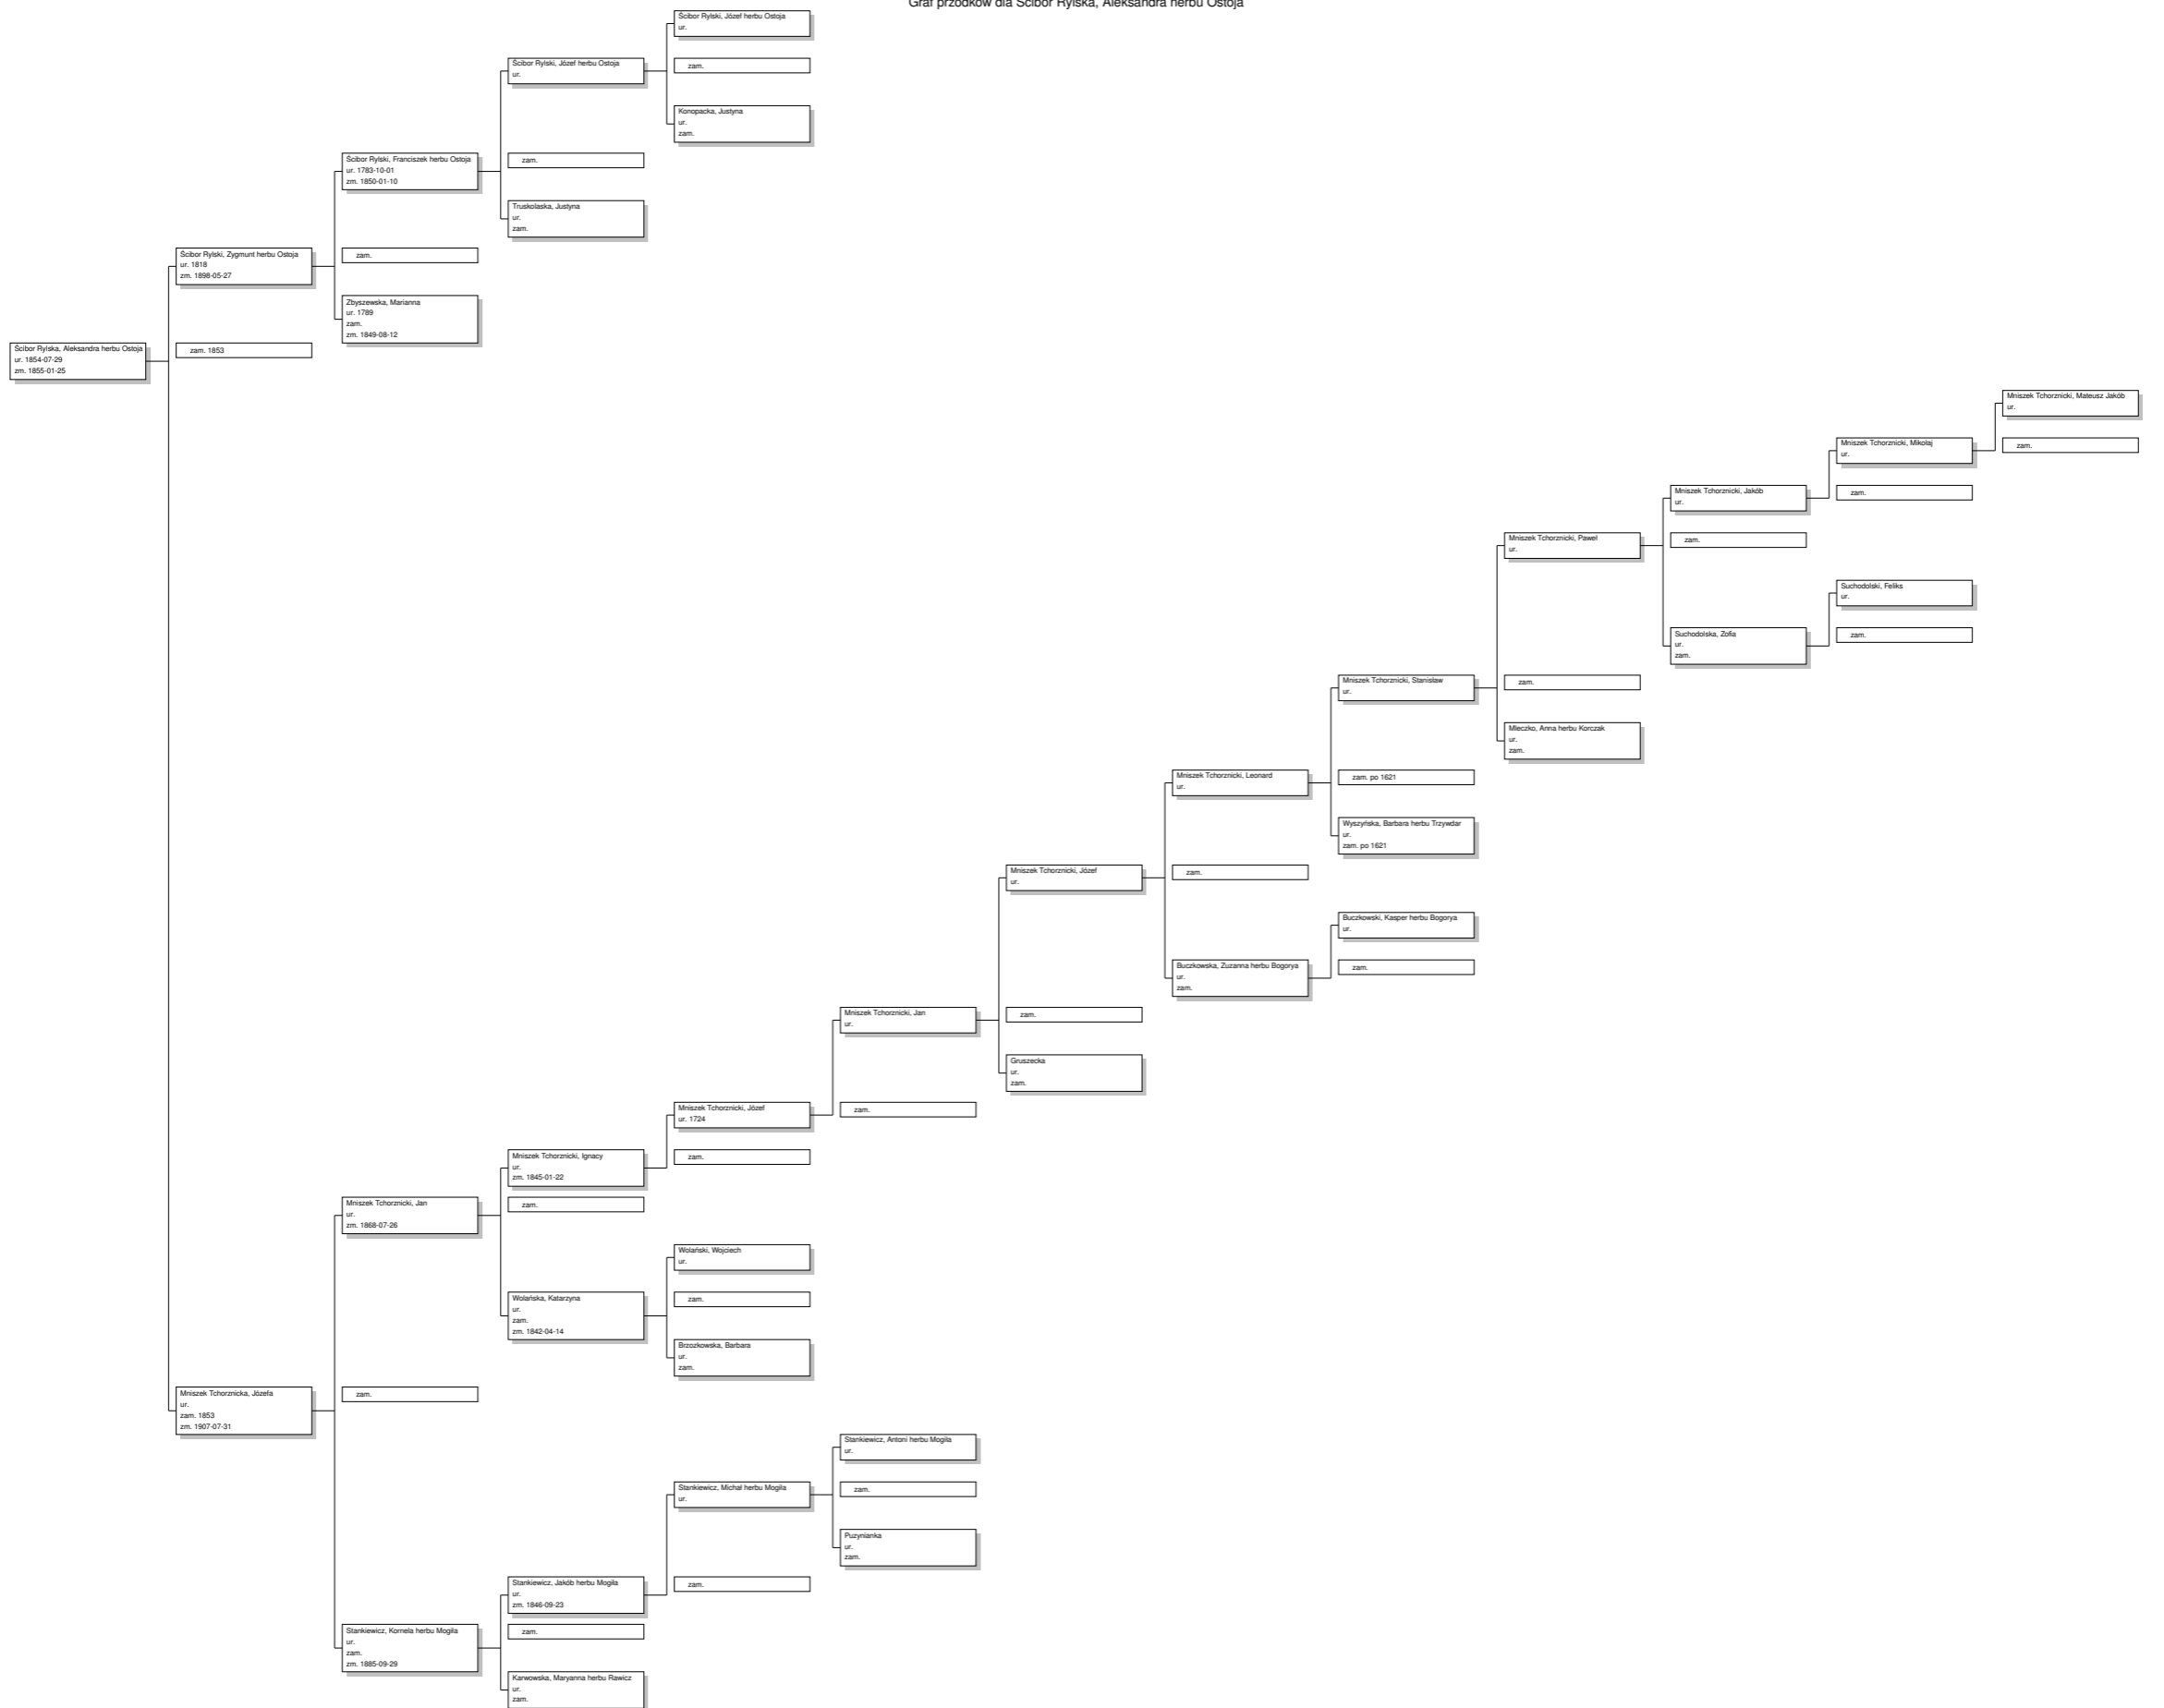 Graf przodków dla Ścibor Rylska, Aleksandra herbu Ostoja
Ścibor Rylski, Józef herbu Ostoja
ur.
zam.
Ścibor Rylski, Józef herbu Ostoja
ur.
Konopacka, Justyna
ur.
zam.
Ścibor Rylski, Franciszek herbu Ostoja
ur. 1783-10-01
zm. 1850-01-10
zam.
Truskolaska, Justyna
ur.
zam.
Ścibor Rylski, Zygmunt herbu Ostoja
ur. 1818
zm. 1898-05-27
zam.
Zbyszewska, Marianna
ur. 1789
zam.
zm. 1849-08-12
Ścibor Rylska, Aleksandra herbu Ostoja
ur. 1854-07-29
zm. 1855-01-25
zam. 1853
Mniszek Tchorznicki, Mateusz Jakób
ur.
zam.
Mniszek Tchorznicki, Mikołaj
ur.
zam.
Mniszek Tchorznicki, Jakób
ur.
zam.
Mniszek Tchorznicki, Paweł
ur.
Suchodolski, Feliks
ur.
zam.
Suchodolska, Zofia
ur.
zam.
Mniszek Tchorznicki, Stanisław
ur.
zam.
Mleczko, Anna herbu Korczak
ur.
zam.
Mniszek Tchorznicki, Leonard
ur.
zam. po 1621
Wyszyńska, Barbara herbu Trzywdar
ur.
zam. po 1621
Mniszek Tchorznicki, Józef
ur.
zam.
Buczkowski, Kasper herbu Bogorya
ur.
zam.
Buczkowska, Zuzanna herbu Bogorya
ur.
zam.
Mniszek Tchorznicki, Jan
ur.
zam.
Gruszecka
ur.
zam.
Mniszek Tchorznicki, Józef
ur. 1724
zam.
Mniszek Tchorznicki, Ignacy
ur.
zm. 1845-01-22
zam.
Mniszek Tchorznicki, Jan
ur.
zm. 1868-07-26
zam.
Wolański, Wojciech
ur.
zam.
Wolańska, Katarzyna
ur.
zam.
zm. 1842-04-14
Brzozkowska, Barbara
ur.
zam.
Mniszek Tchorznicka, Józefa
ur.
zam. 1853
zm. 1907-07-31
zam.
Stankiewicz, Antoni herbu Mogiła
ur.
zam.
Stankiewicz, Michał herbu Mogiła
ur.
Puzynianka
ur.
zam.
Stankiewicz, Jakób herbu Mogiła
ur.
zm. 1846-09-23
zam.
Stankiewicz, Kornela herbu Mogiła
ur.
zam.
zm. 1885-09-29
zam.
Karwowska, Maryanna herbu Rawicz
ur.
zam.